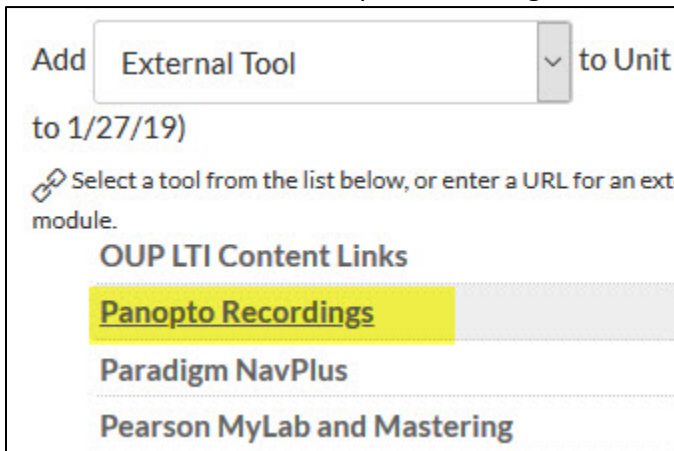 Add External Tool to Unit
to 1/27/19)
Select a tool from the list below, or enter a URL for an ext
module.
OUP LTI Content Links
Panopto Recordings
Paradigm NavPlus
Pearson MyLab and Mastering